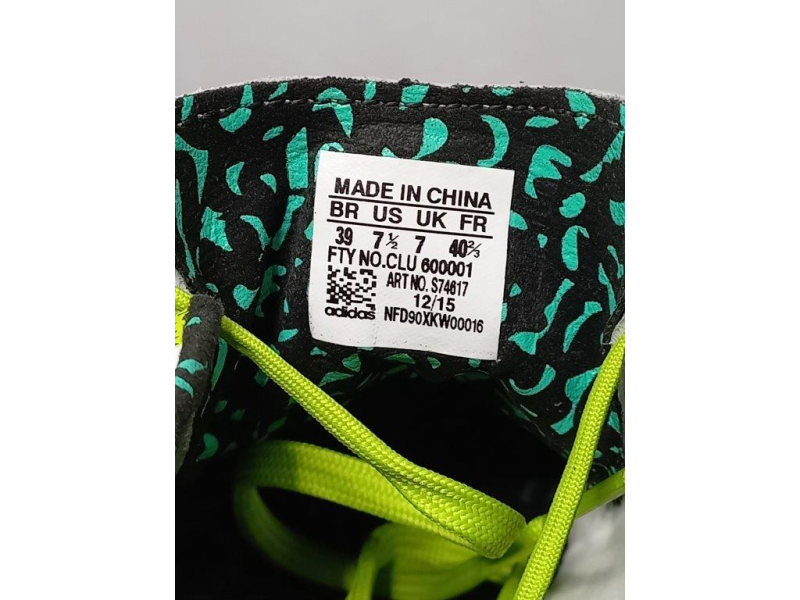 MADE IN CHINA
BR US UK FR
39 7½ 7 40⅔
FTY NO.CLU 600001
ART NO. S74617
12/15
adidas NFD90XKW00016